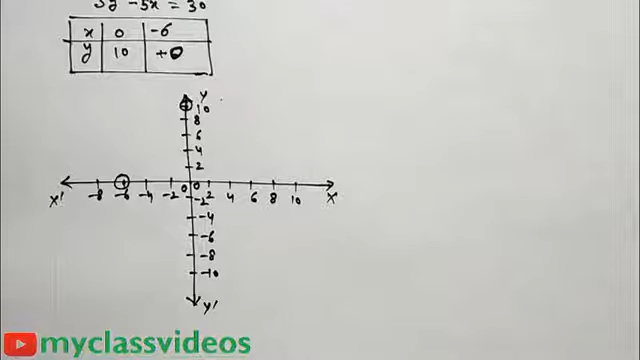 3y - 5x = 30
x 0 -6
y 10 +0
Y
10
8
6
4
2
X' -8 -6 -4 -2 0 0 2 4 6 8 10 X
-2
-4
-6
-8
-10
Y'
myclassvideos